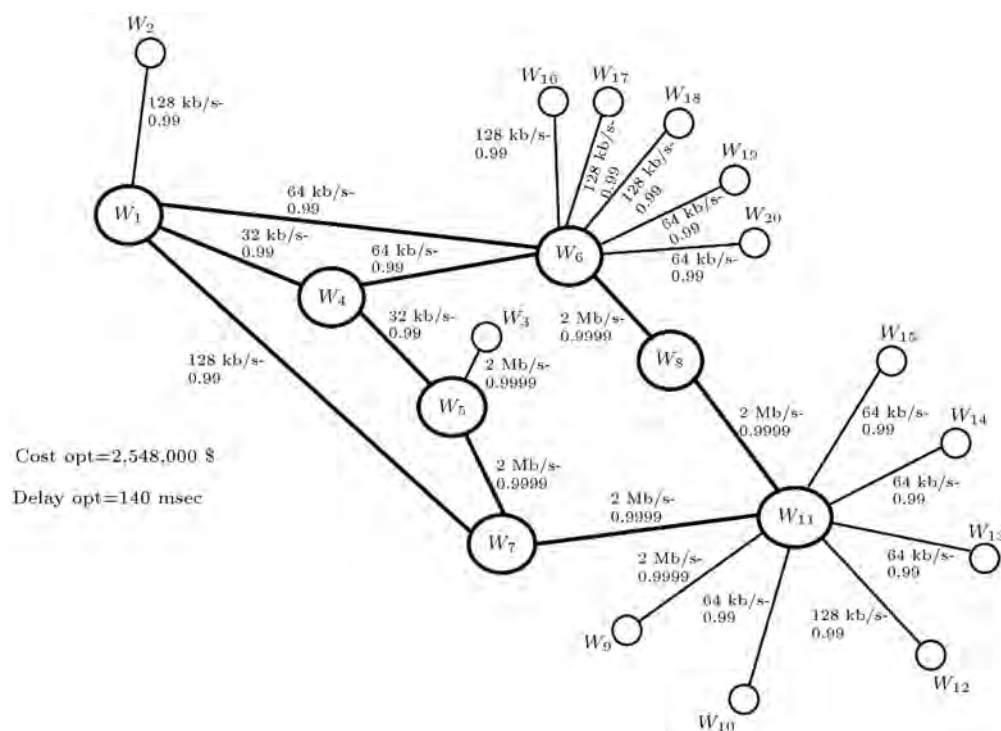 W₂
128 kb/s-
0.99
W₁
64 kb/s-
0.99
32 kb/s-
0.99
64 kb/s-
0.99
W₄
W₁₆
W₁₇
W₁₈
W₁₉
W₂₀
128 kb/s-
0.99
128 kb/s-
0.99
128 kb/s-
0.99
64 kb/s-
0.99
64 kb/s-
0.99
W₆
32 kb/s-
0.99
W₃
2 Mb/s-
0.9999
W₅
2 Mb/s-
0.9999
W₈
128 kb/s-
0.99
2 Mb/s-
0.9999
2 Mb/s-
0.9999
W₇
2 Mb/s-
0.9999
W₁₁
W₁₅
64 kb/s-
0.99
W₁₄
64 kb/s-
0.99
W₁₃
64 kb/s-
0.99
2 Mb/s-
0.9999
W₉
64 kb/s-
0.99
W₁₀
128 kb/s-
0.99
W₁₂
Cost opt=2,548,000 $
Delay opt=140 msec